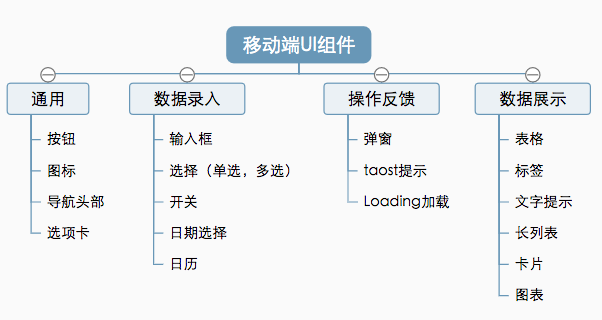 移动端UI组件
通用
按钮
图标
导航头部
选项卡
数据录入
输入框
选择（单选，多选）
开关
日期选择
日历
操作反馈
弹窗
taost提示
Loading加载
数据展示
表格
标签
文字提示
长列表
卡片
图表